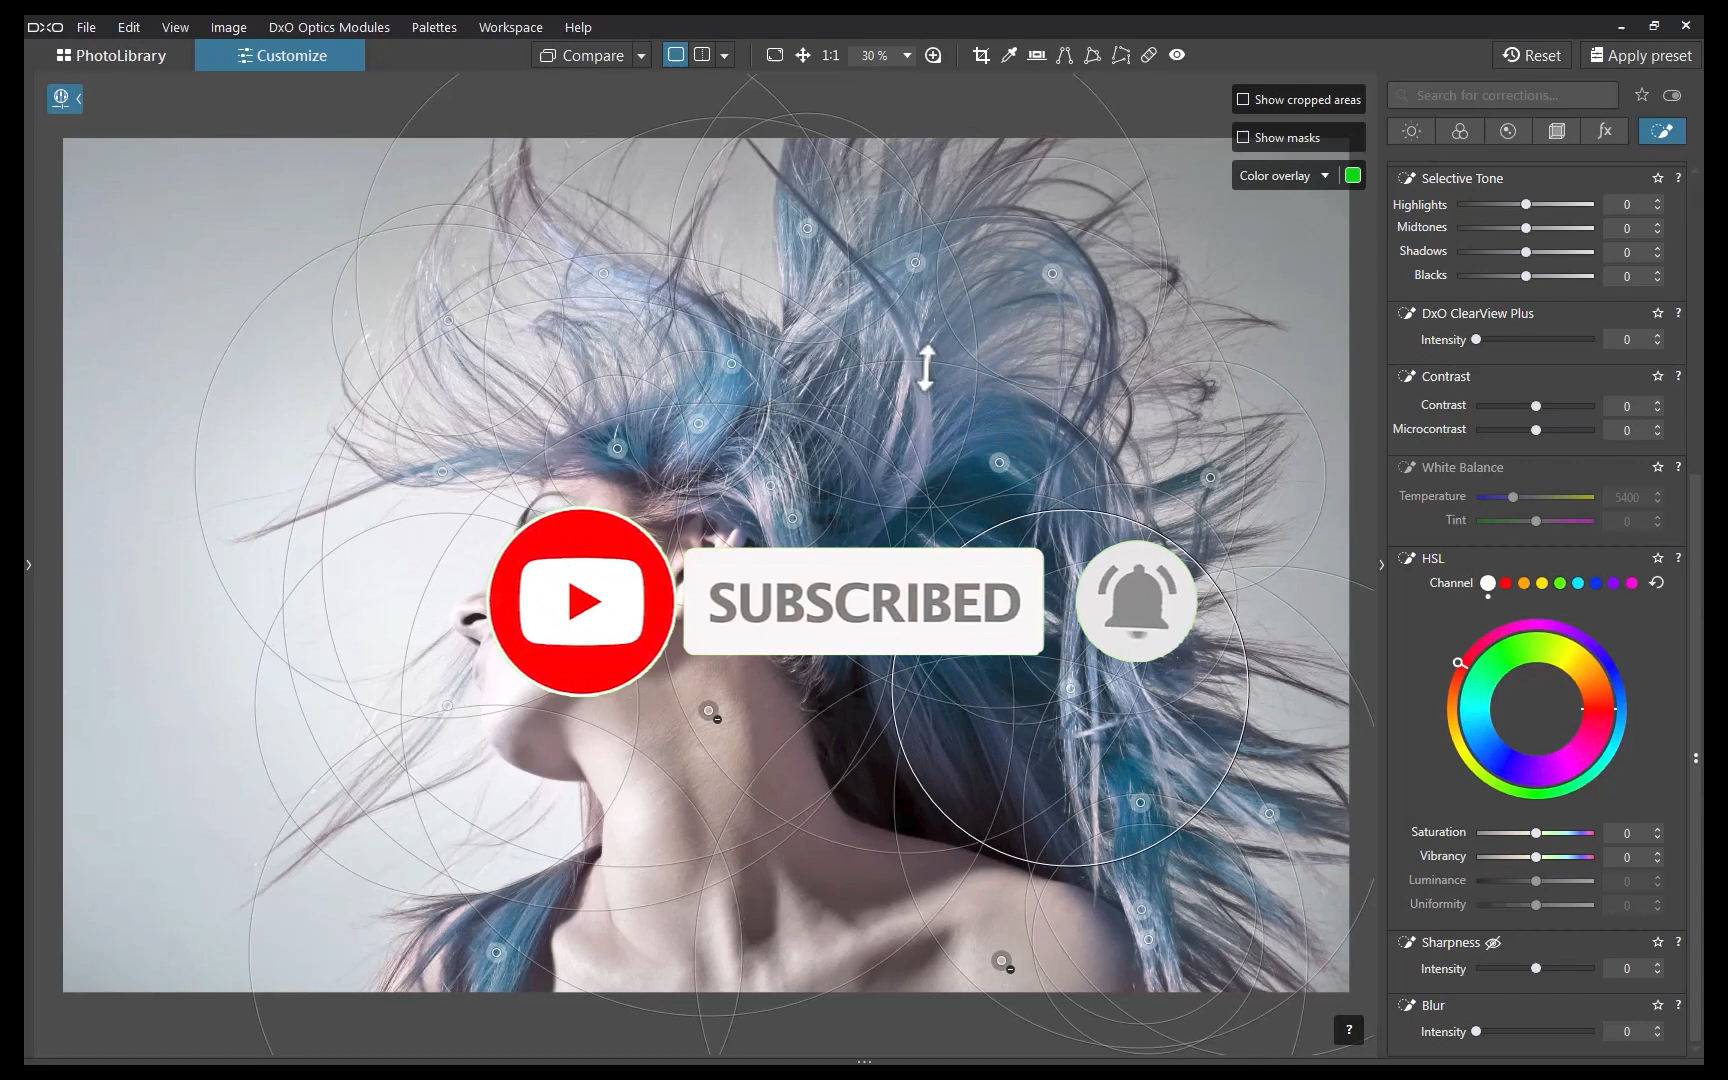 DXO File Edit View Image DxO Optics Modules Palettes Workspace Help
PhotoLibrary Customize Compare 1:1 30 % Reset Apply preset
Show cropped areas
Show masks
Color overlay
Search for corrections...
fx
Selective Tone ?
Highlights 0
Midtones 0
Shadows 0
Blacks 0
DxO ClearView Plus ?
Intensity 0
Contrast ?
Contrast 0
Microcontrast 0
White Balance ?
Temperature 5400
Tint 0
HSL ?
Channel
SUBSCRIBED
Saturation 0
Vibrancy 0
Luminance 0
Uniformity 0
Sharpness ?
Intensity 0
Blur ?
Intensity 0
?